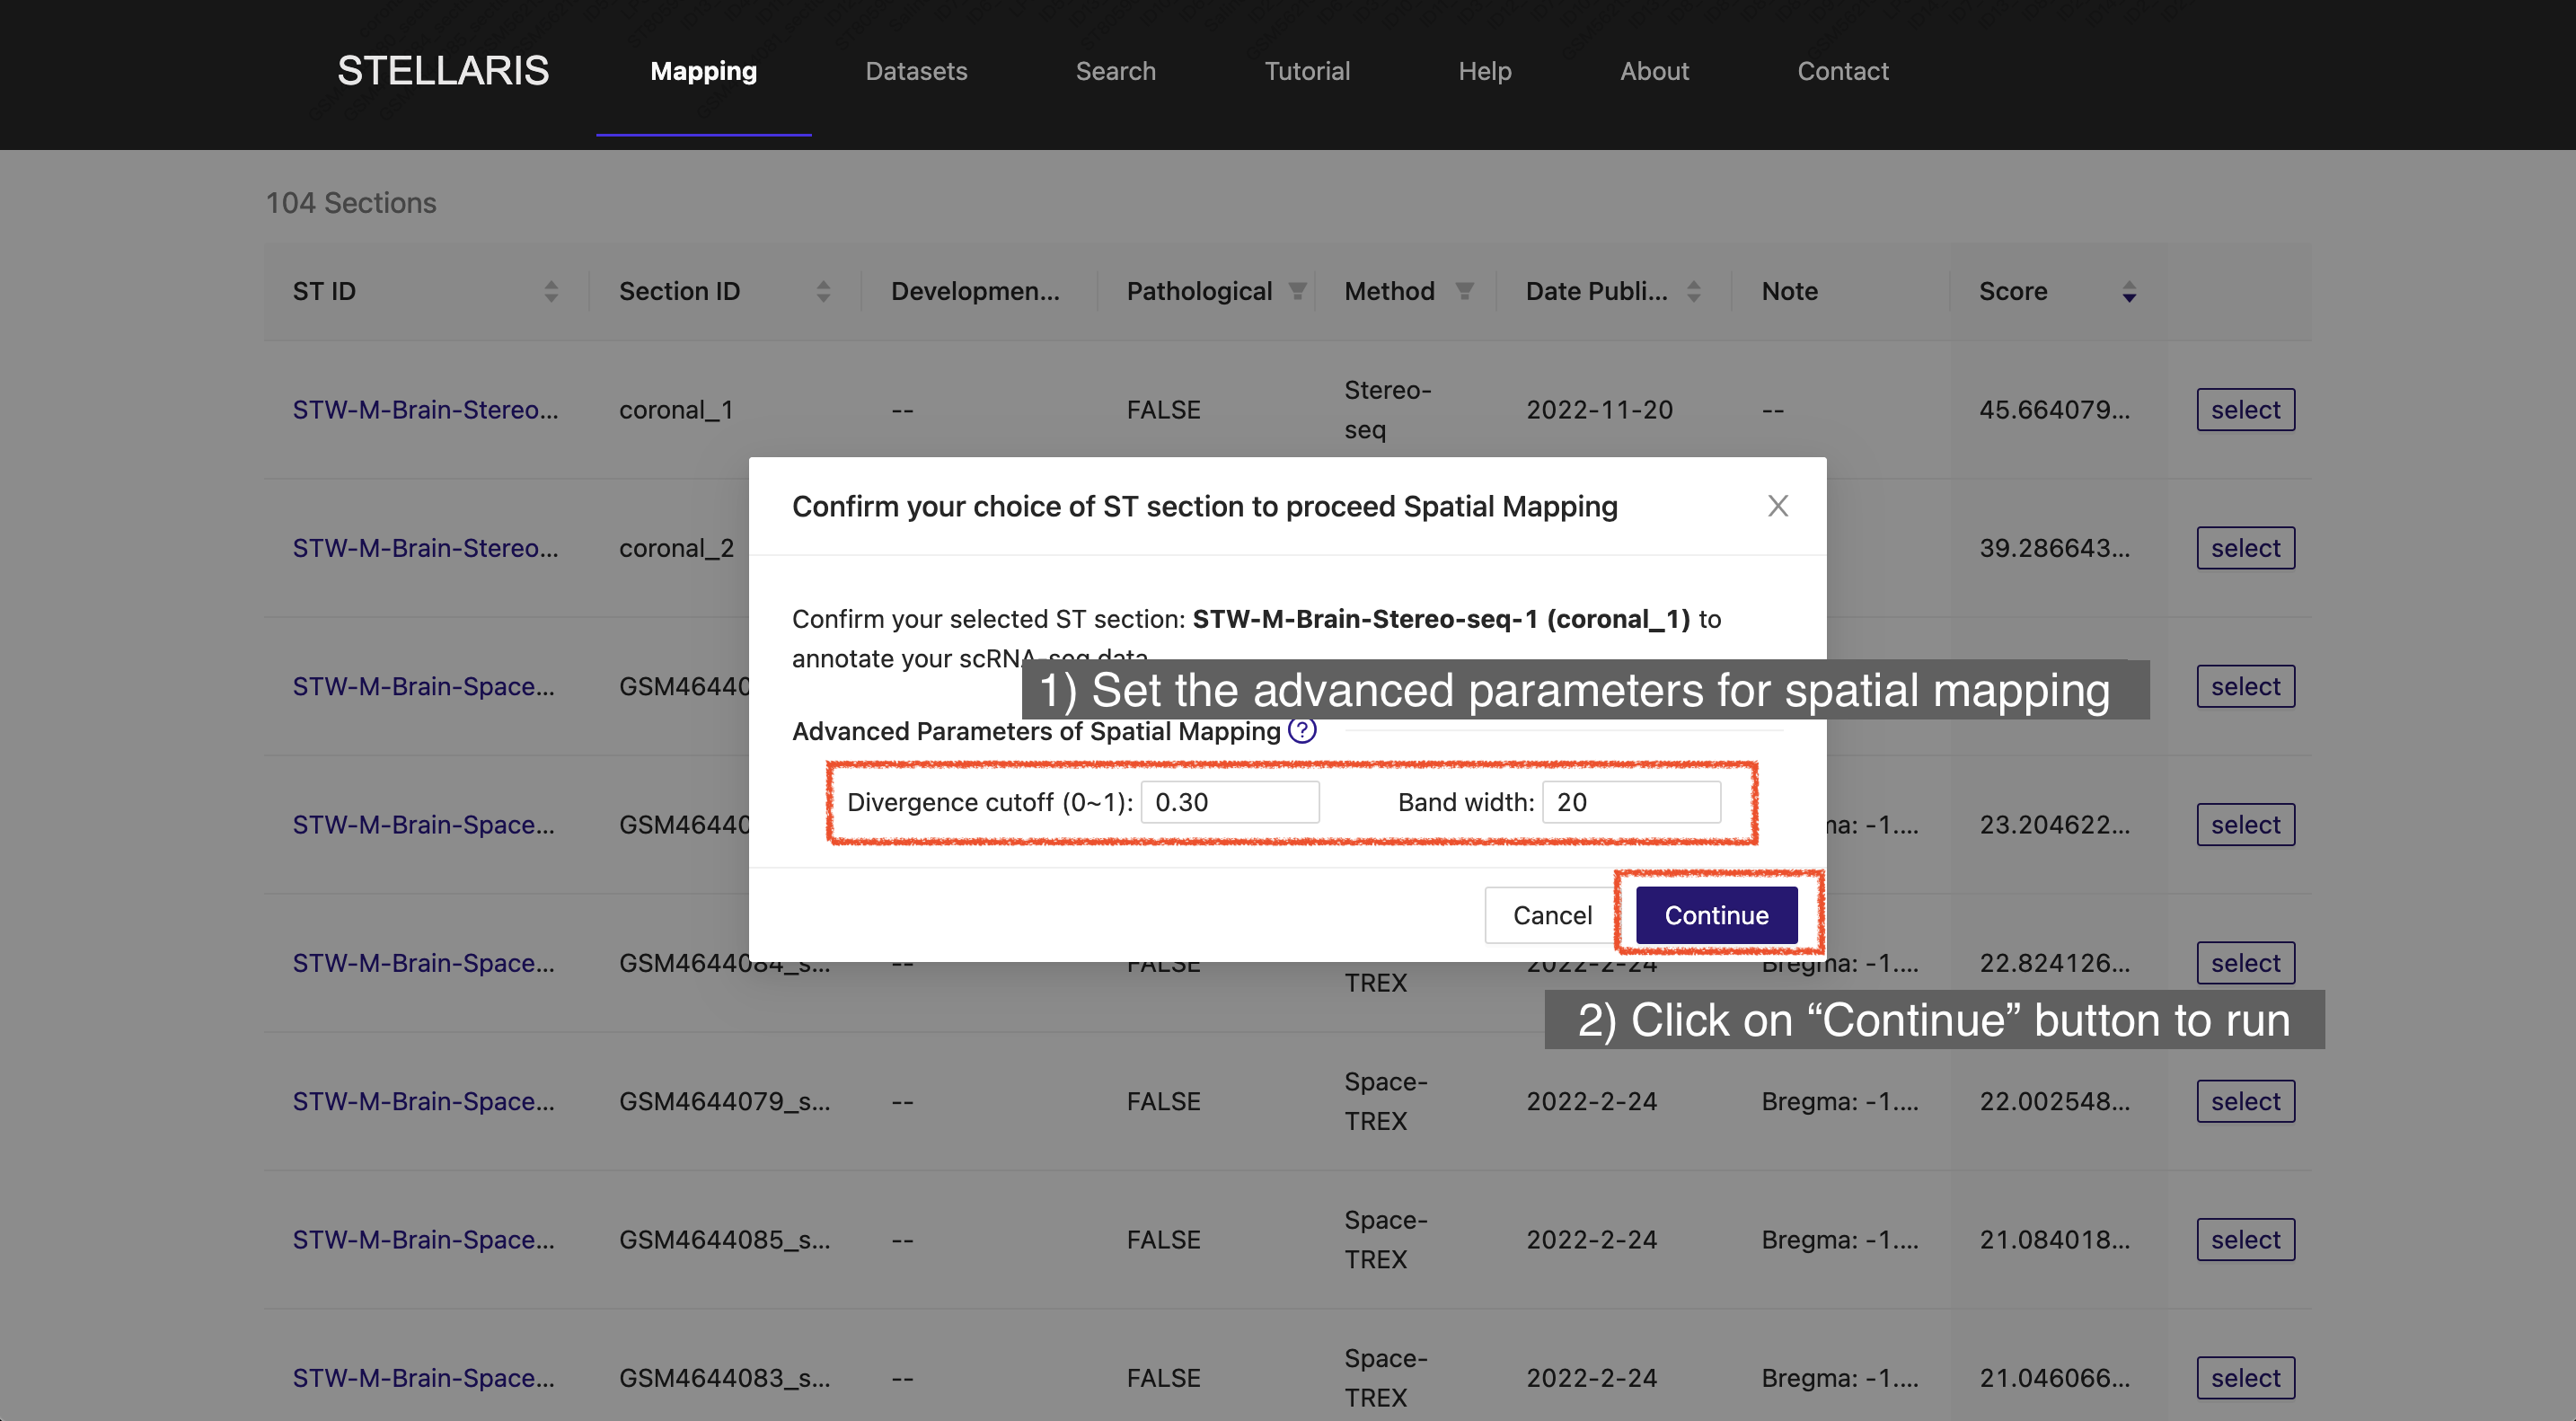 STELLARIS Mapping Datasets Search Tutorial Help About Contact
104 Sections
ST ID Section ID Developmen... Pathological Method Date Publi... Note Score
STW-M-Brain-Stereo... coronal_1 -- FALSE Stereo-seq 2022-11-20 -- 45.664079... select
STW-M-Brain-Stereo... coronal_2 39.286643... select
Confirm your choice of ST section to proceed Spatial Mapping
Confirm your selected ST section: STW-M-Brain-Stereo-seq-1 (coronal_1) to
annotate your scRNA-seq data
STW-M-Brain-Space... GSM46440 select
1) Set the advanced parameters for spatial mapping
Advanced Parameters of Spatial Mapping ?
Divergence cutoff (0~1): 0.30 Band width: 20
STW-M-Brain-Space... GSM46440 -1.... 23.204622... select
Cancel Continue
STW-M-Brain-Space... GSM4644084_s... -- FALSE TREX 2022-2-24 Bregma: -1.... 22.824126... select
2) Click on “Continue” button to run
STW-M-Brain-Space... GSM4644079_s... -- FALSE Space-TREX 2022-2-24 Bregma: -1.... 22.002548... select
STW-M-Brain-Space... GSM4644085_s... -- FALSE Space-TREX 2022-2-24 Bregma: -1.... 21.084018... select
STW-M-Brain-Space... GSM4644083_s... -- FALSE Space-TREX 2022-2-24 Bregma: -1.... 21.046066... select